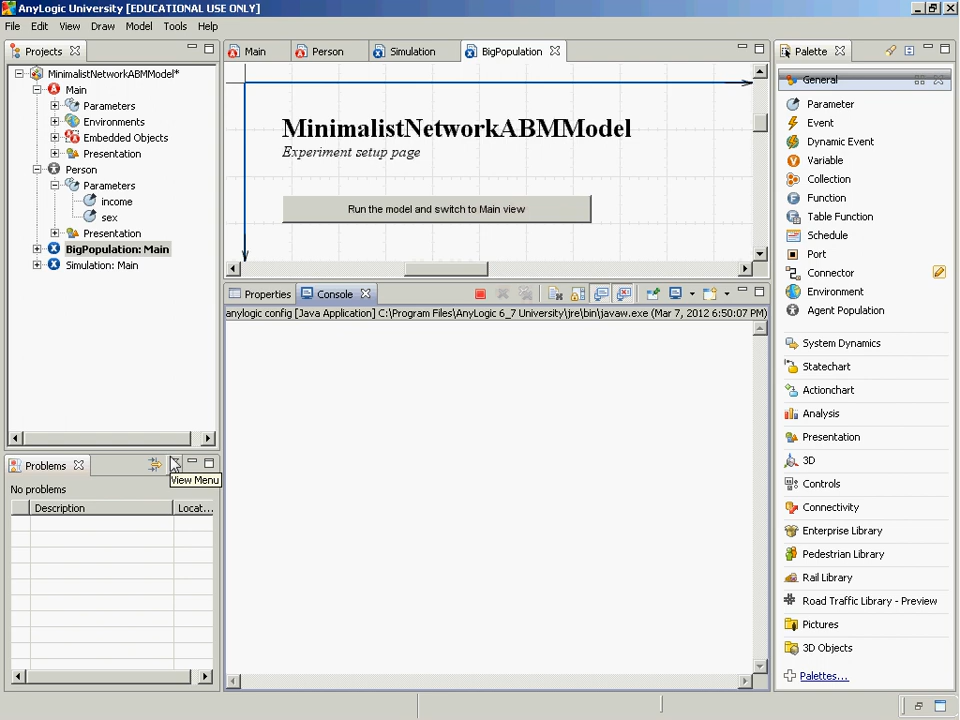 AnyLogic University [EDUCATIONAL USE ONLY]
File Edit View Draw Model Tools Help
Projects
MinimalistNetworkABMModel*
Main
Parameters
Environments
Embedded Objects
Presentation
Person
Parameters
income
sex
Presentation
BigPopulation: Main
Simulation: Main
Problems
View Menu
No problems
Description Locat...
Main Person Simulation BigPopulation
MinimalistNetworkABMModel
Experiment setup page
Run the model and switch to Main view
Properties Console
anylogic config [Java Application] C:\Program Files\AnyLogic 6_7 University\jre\bin\javaw.exe (Mar 7, 2012 6:50:07 PM)
Palette
General
Parameter
Event
Dynamic Event
Variable
Collection
Function
Table Function
Schedule
Port
Connector
Environment
Agent Population
System Dynamics
Statechart
Actionchart
Analysis
Presentation
3D
Controls
Connectivity
Enterprise Library
Pedestrian Library
Rail Library
Road Traffic Library - Preview
Pictures
3D Objects
Palettes...